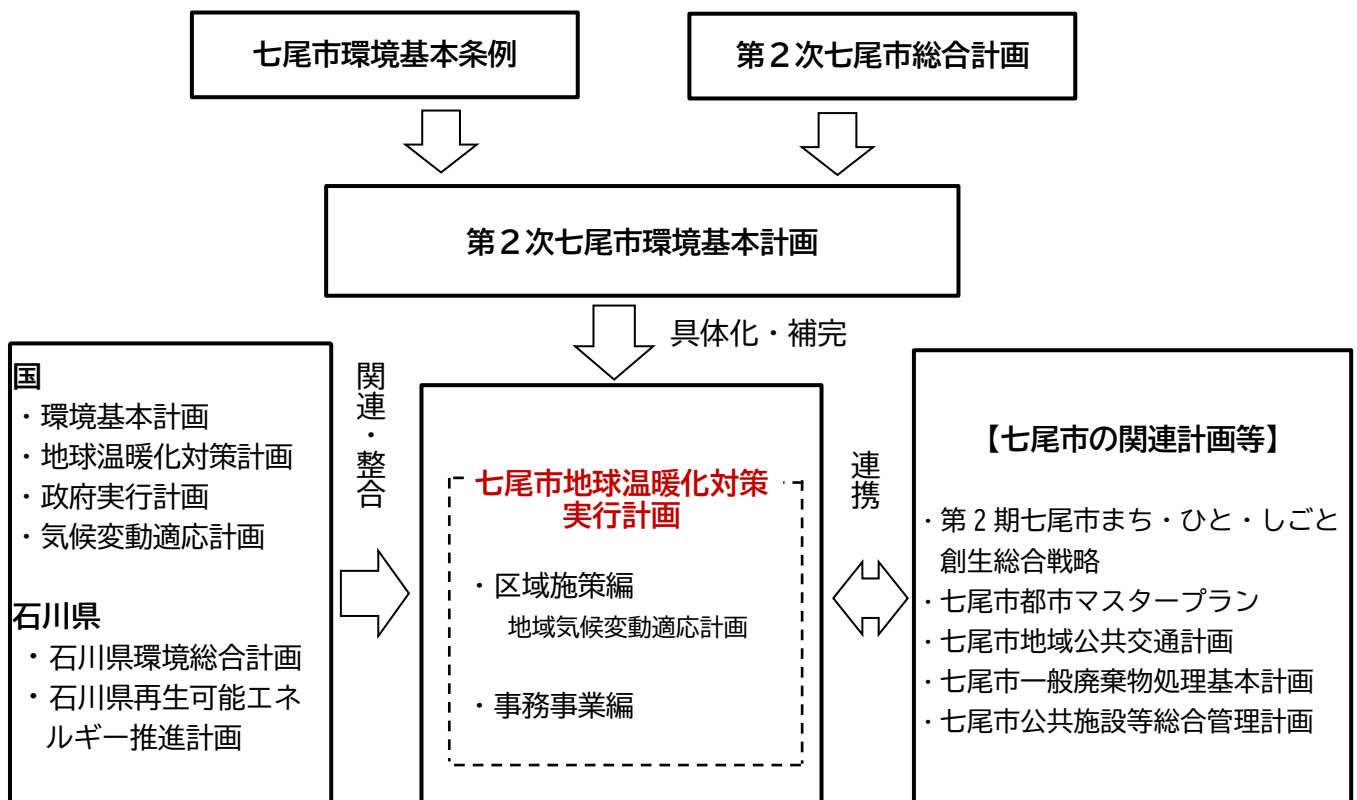 七尾市環境基本条例
第２次七尾市総合計画
第２次七尾市環境基本計画
具体化・補完
国
・環境基本計画
・地球温暖化対策計画
・政府実行計画
・気候変動適応計画
石川県
・石川県環境総合計画
・石川県再生可能エネ
ルギー推進計画
関連・整合
七尾市地球温暖化対策
実行計画
・区域施策編
地域気候変動適応計画
・事務事業編
連携
【七尾市の関連計画等】
・第２期七尾市まち・ひと・しごと
創生総合戦略
・七尾市都市マスタープラン
・七尾市地域公共交通計画
・七尾市一般廃棄物処理基本計画
・七尾市公共施設等総合管理計画